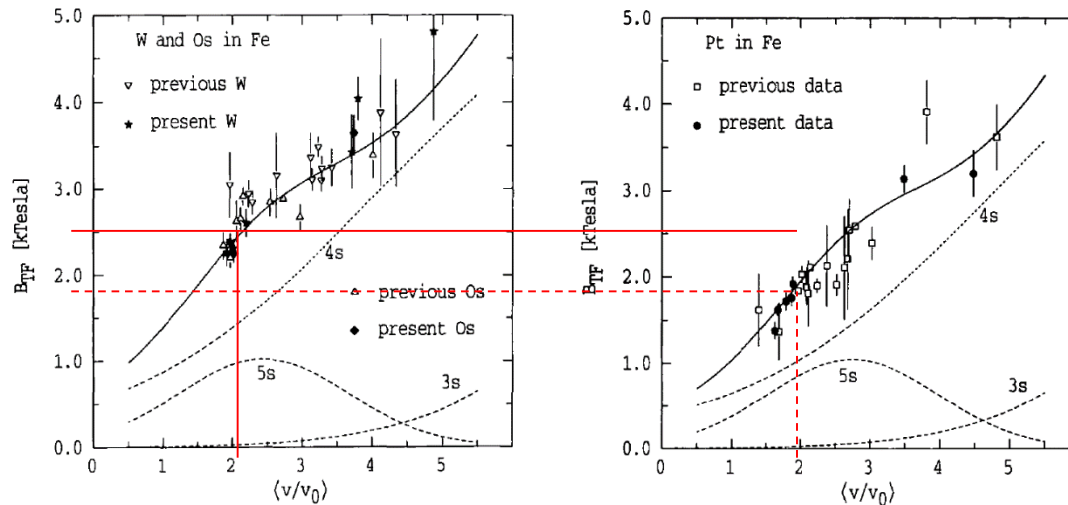 5.0
W and Os in Fe
previous W
present W
4.0
3.0
B_TF [kTesla]
4s
2.0
previous Os
present Os
1.0
5s
3s
0.0
0 1 2 3 4 5
⟨v/v₀⟩
5.0
Pt in Fe
previous data
present data
4.0
4s
3.0
B_TF [kTesla]
2.0
1.0
5s
3s
0.0
0 1 2 3 4 5
⟨v/v₀⟩